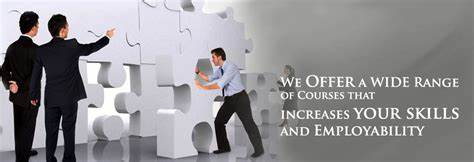 We Offer a wide Range
of Courses that
increases your skills
and Employability